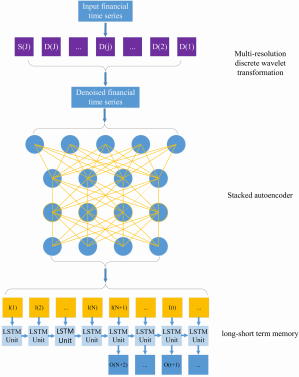 Input financial
time series
S(J) D(J) ... D(j) ... D(2) D(1)
Multi-resolution
discrete wavelet
transformation
Denoised financial
time series
Stacked autoencoder
I(1) I(2) ... I(N) I(N+1) ... I(t) ...
LSTM LSTM LSTM LSTM LSTM LSTM LSTM LSTM
Unit Unit Unit Unit Unit Unit Unit Unit
long-short term memory
O(N+2) ... O(t+1) ...